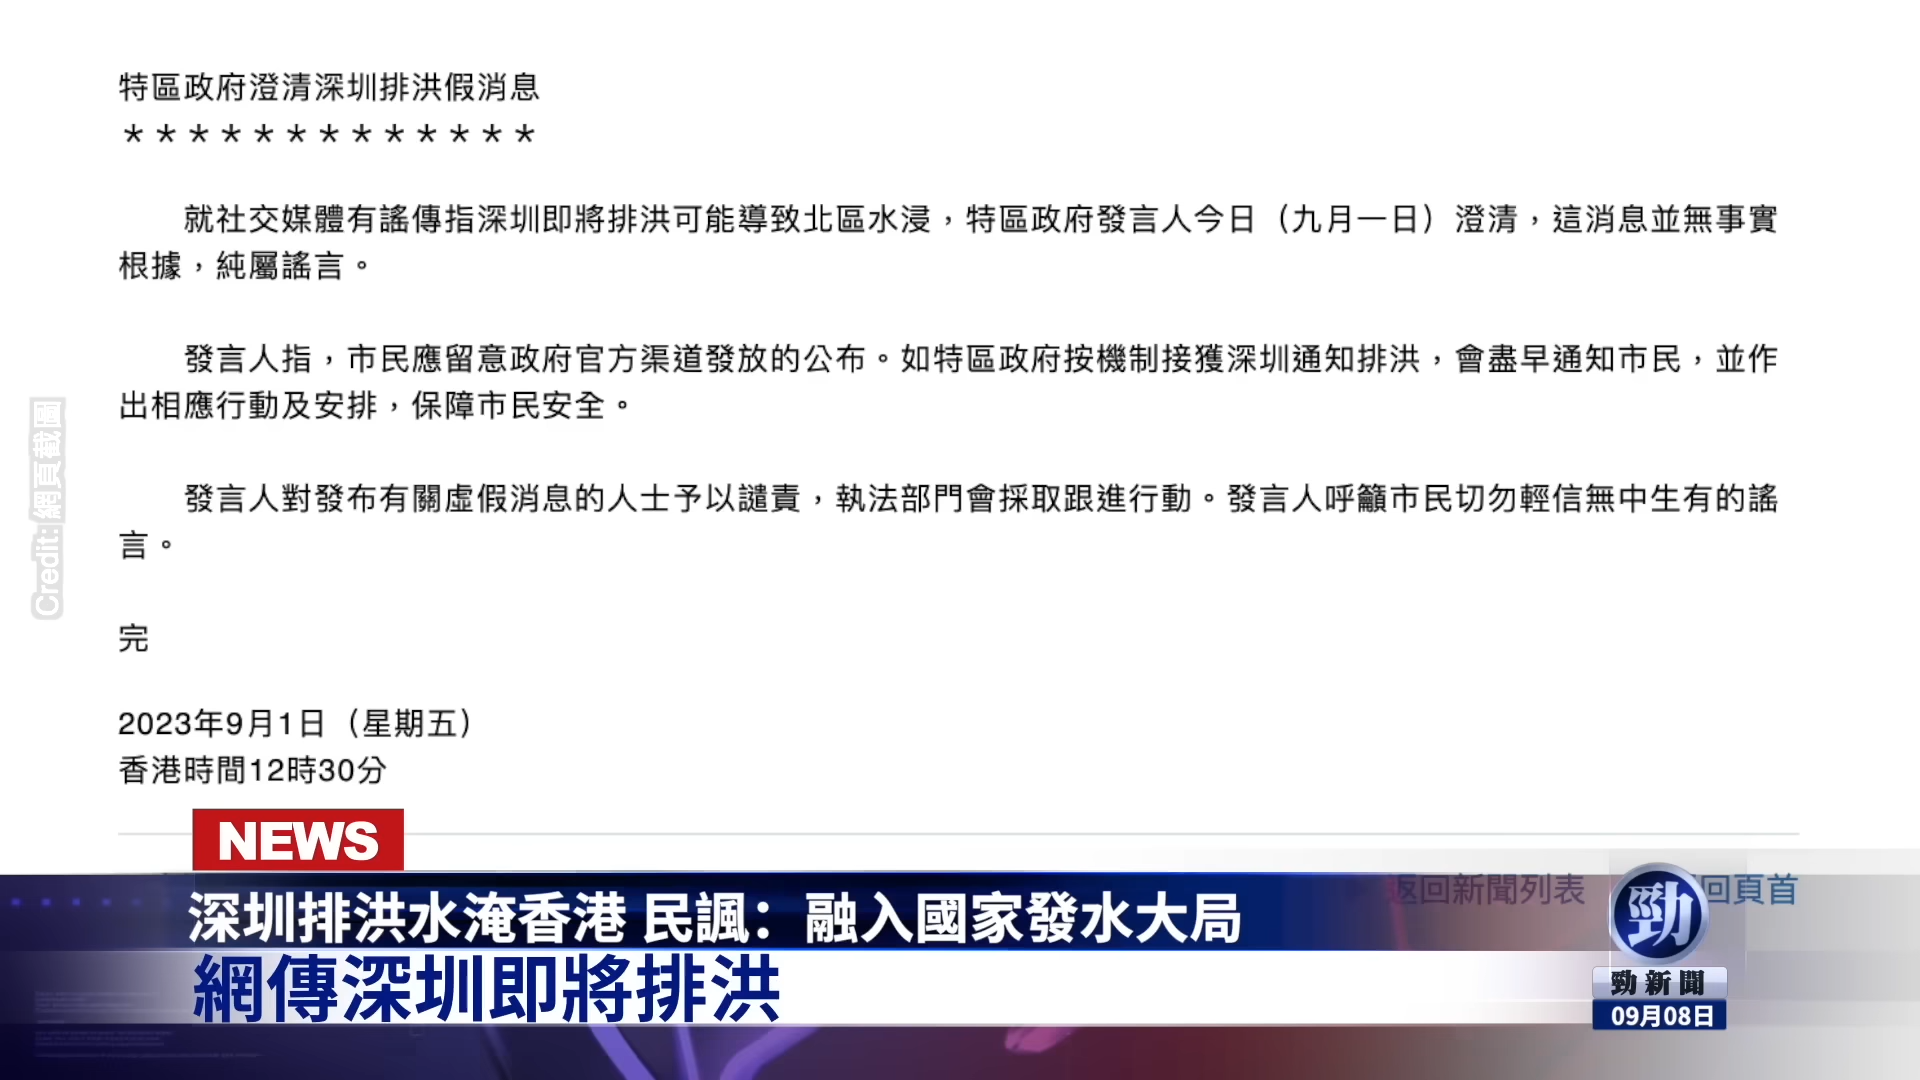 特區政府澄清深圳排洪假消息
＊＊＊＊＊＊＊＊＊＊＊＊＊
就社交媒體有謠傳指深圳即將排洪可能導致北區水浸，特區政府發言人今日（九月一日）澄清，這消息並無事實
根據，純屬謠言。
發言人指，市民應留意政府官方渠道發放的公布。如特區政府按機制接獲深圳通知排洪，會盡早通知市民，並作
出相應行動及安排，保障市民安全。
發言人對發布有關虛假消息的人士予以譴責，執法部門會採取跟進行動。發言人呼籲市民切勿輕信無中生有的謠
言。
完
2023年9月1日（星期五）
香港時間12時30分
Credit: 網頁截圖
NEWS
返回新聞列表
回頁首
深圳排洪水淹香港 民諷：融入國家發水大局
網傳深圳即將排洪
勁
勁新聞
09月08日